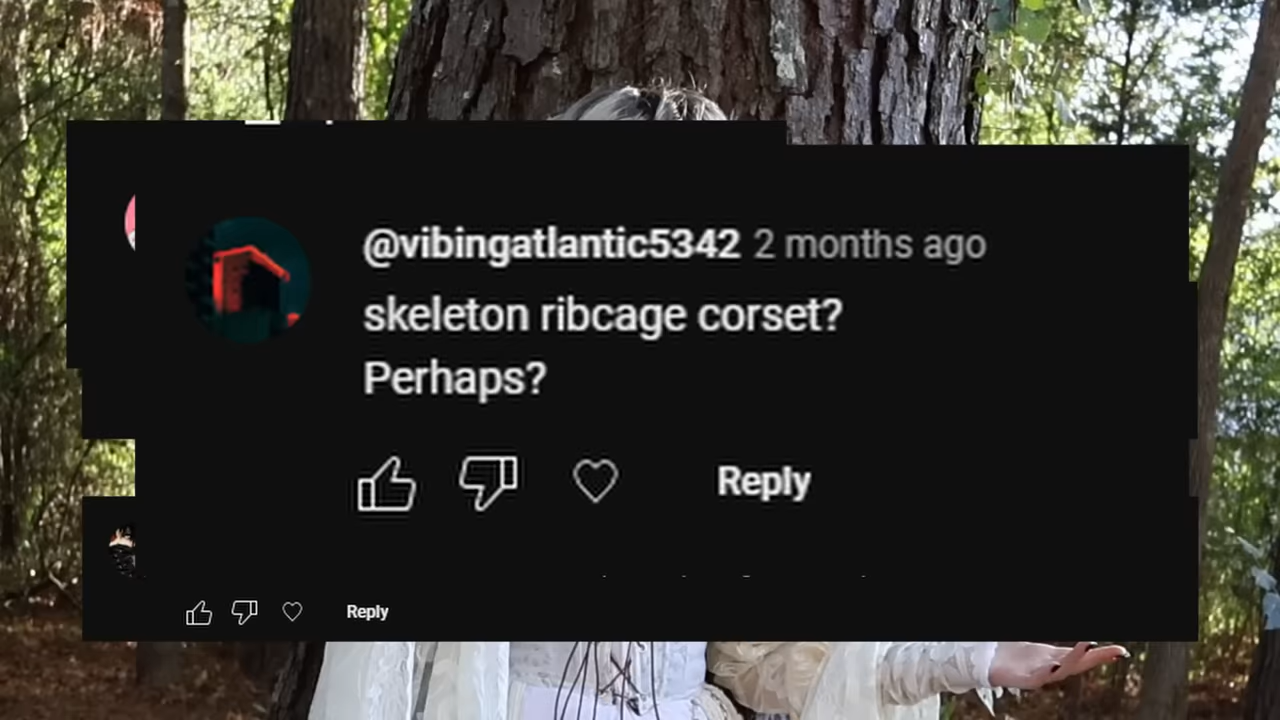 @vibingatlantic5342 2 months ago
skeleton ribcage corset?
Perhaps?
Reply
Reply